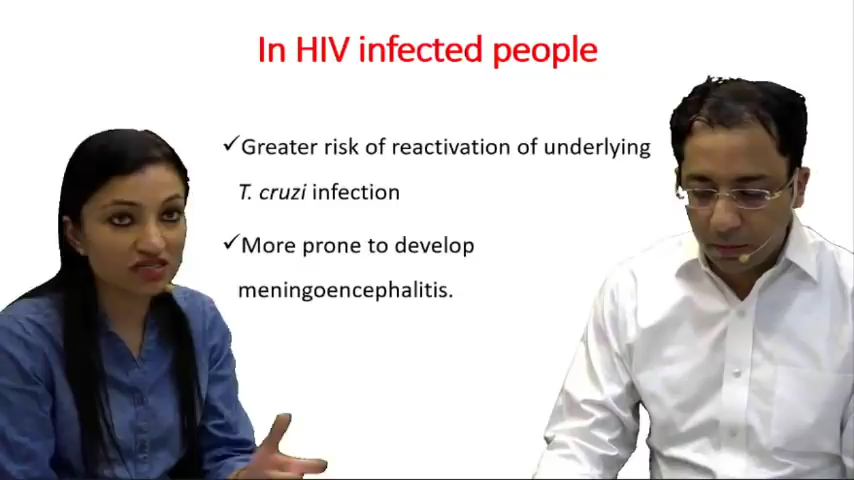 In HIV infected people
✓Greater risk of reactivation of underlying
T. cruzi infection
✓More prone to develop
meningoencephalitis.